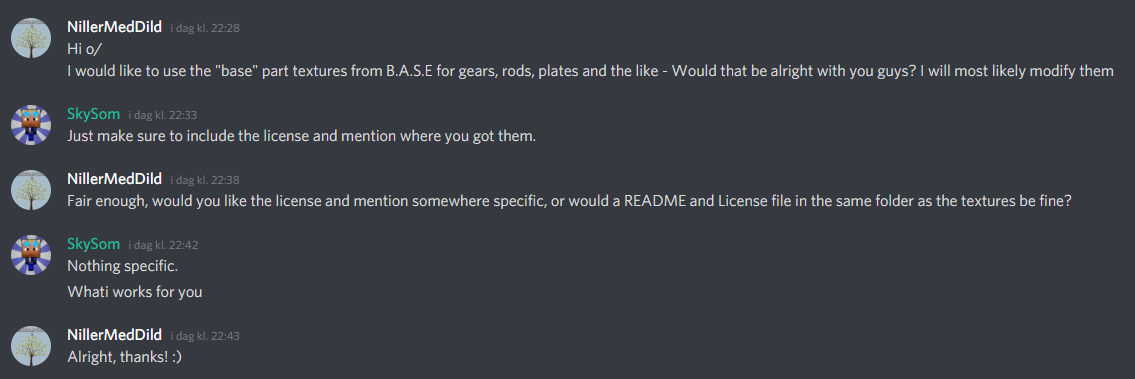 NillerMedDild i dag kl. 22:28
Hi o/
I would like to use the "base" part textures from B.A.S.E for gears, rods, plates and the like - Would that be alright with you guys? I will most likely modify them
SkySom i dag kl. 22:33
Just make sure to include the license and mention where you got them.
NillerMedDild i dag kl. 22:38
Fair enough, would you like the license and mention somewhere specific, or would a README and License file in the same folder as the textures be fine?
SkySom i dag kl. 22:42
Nothing specific.
Whati works for you
NillerMedDild i dag kl. 22:43
Alright, thanks! :)